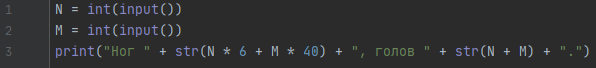 1 N = int(input())
2 M = int(input())
3 print("Ног " + str(N * 6 + M * 40) + ", голов " + str(N + M) + ".")